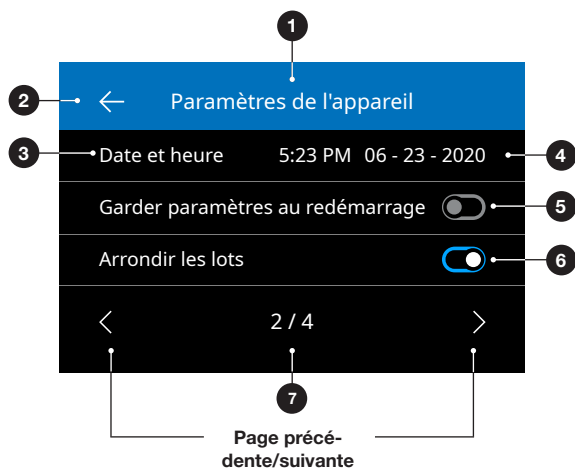 1
2
Paramètres de l'appareil
3
Date et heure 5:23 PM 06 - 23 - 2020
4
Garder paramètres au redémarrage
5
Arrondir les lots
6
2 / 4
7
Page précé-
dente/suivante